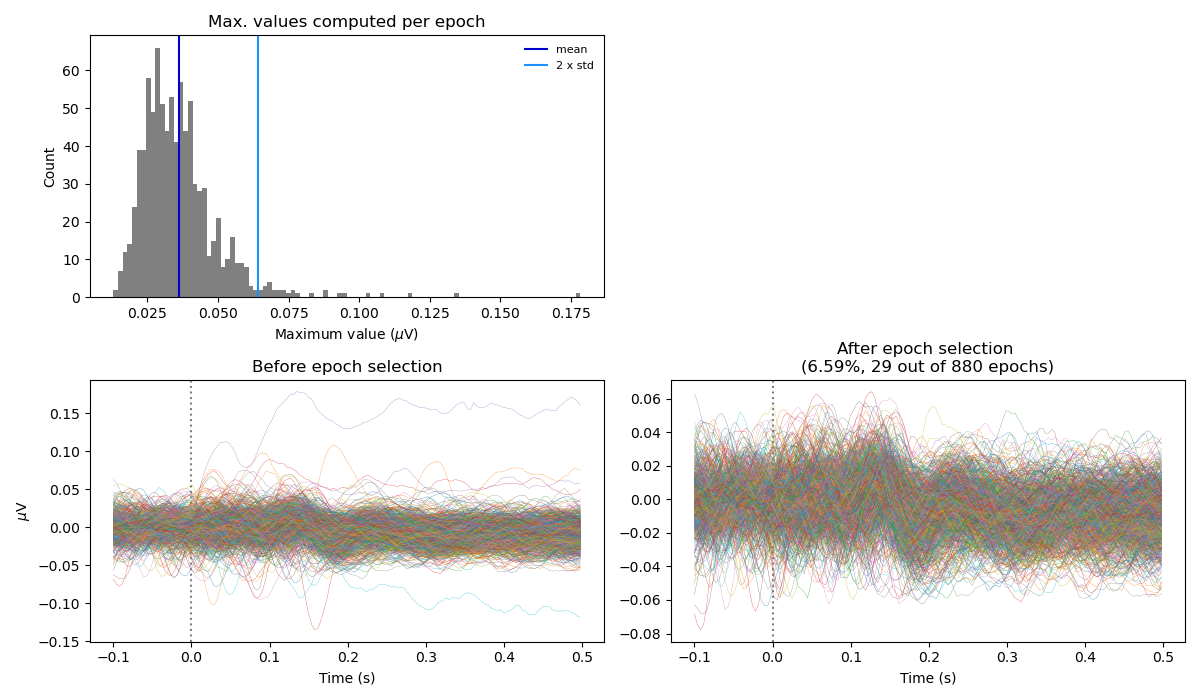 Max. values computed per epoch
mean
2 x std
60
50
40
30
20
10
0
Count
0.025 0.050 0.075 0.100 0.125 0.150 0.175
Maximum value (μV)
Before epoch selection
0.15
0.10
0.05
0.00
−0.05
−0.10
−0.15
μV
−0.1 0.0 0.1 0.2 0.3 0.4 0.5
Time (s)
After epoch selection
(6.59%, 29 out of 880 epochs)
0.06
0.04
0.02
0.00
−0.02
−0.04
−0.06
−0.08
−0.1 0.0 0.1 0.2 0.3 0.4 0.5
Time (s)